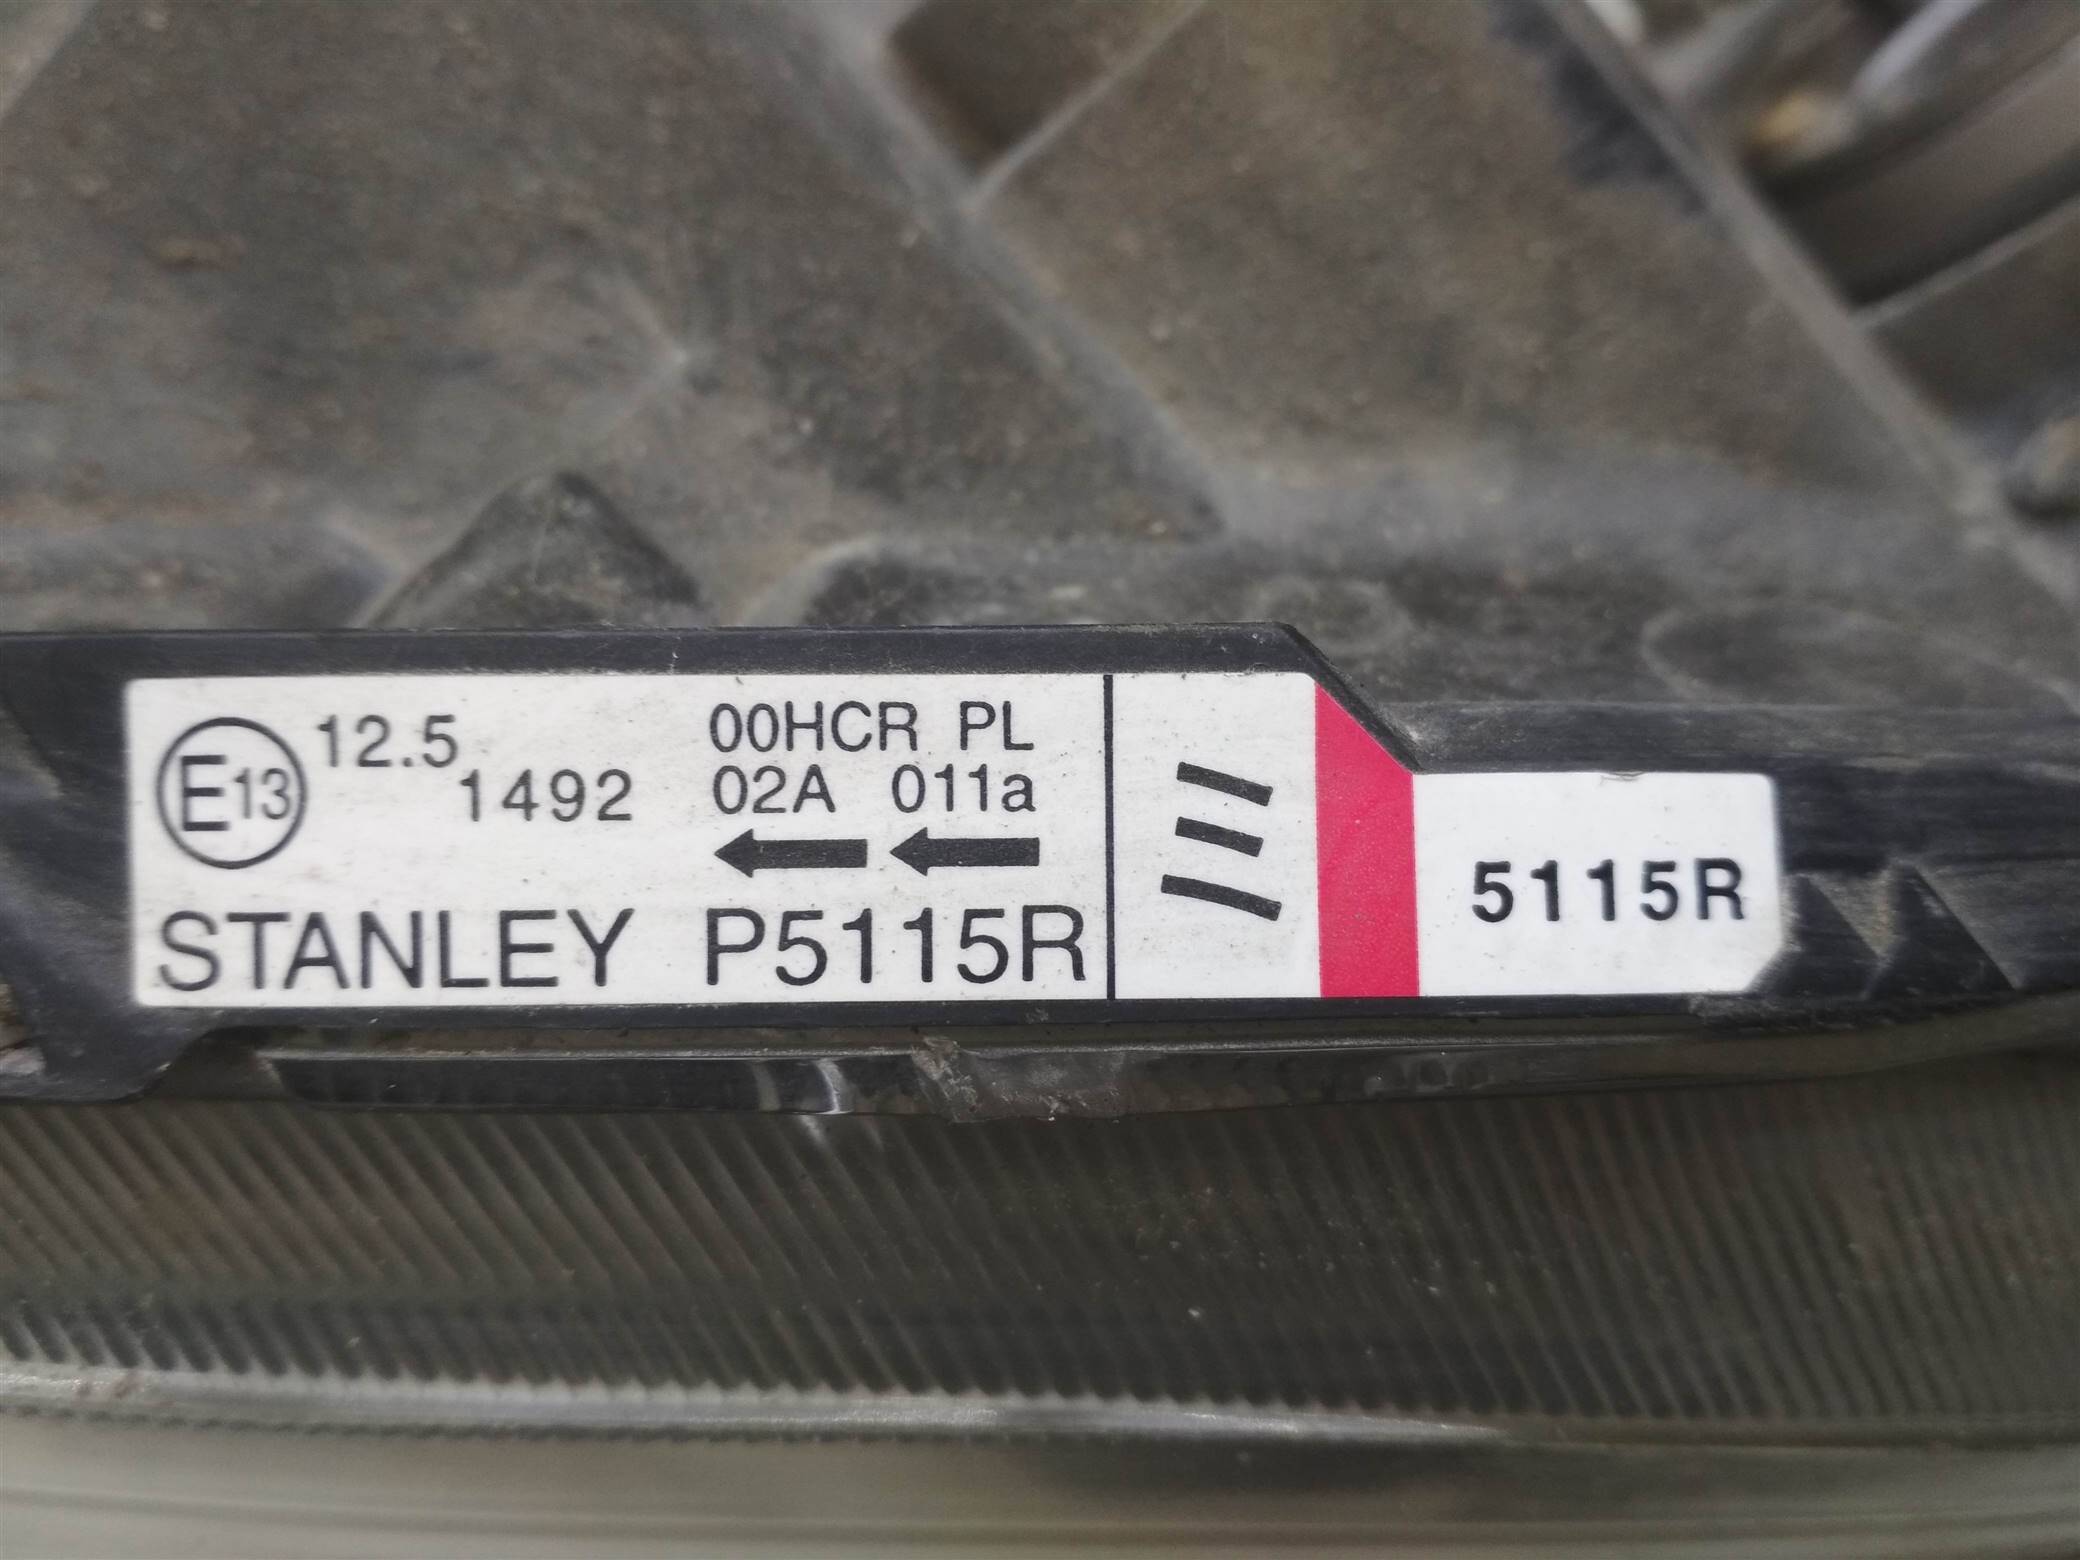 E13 12.5 1492 00HCR PL
02A 011a
STANLEY P5115R
5115R